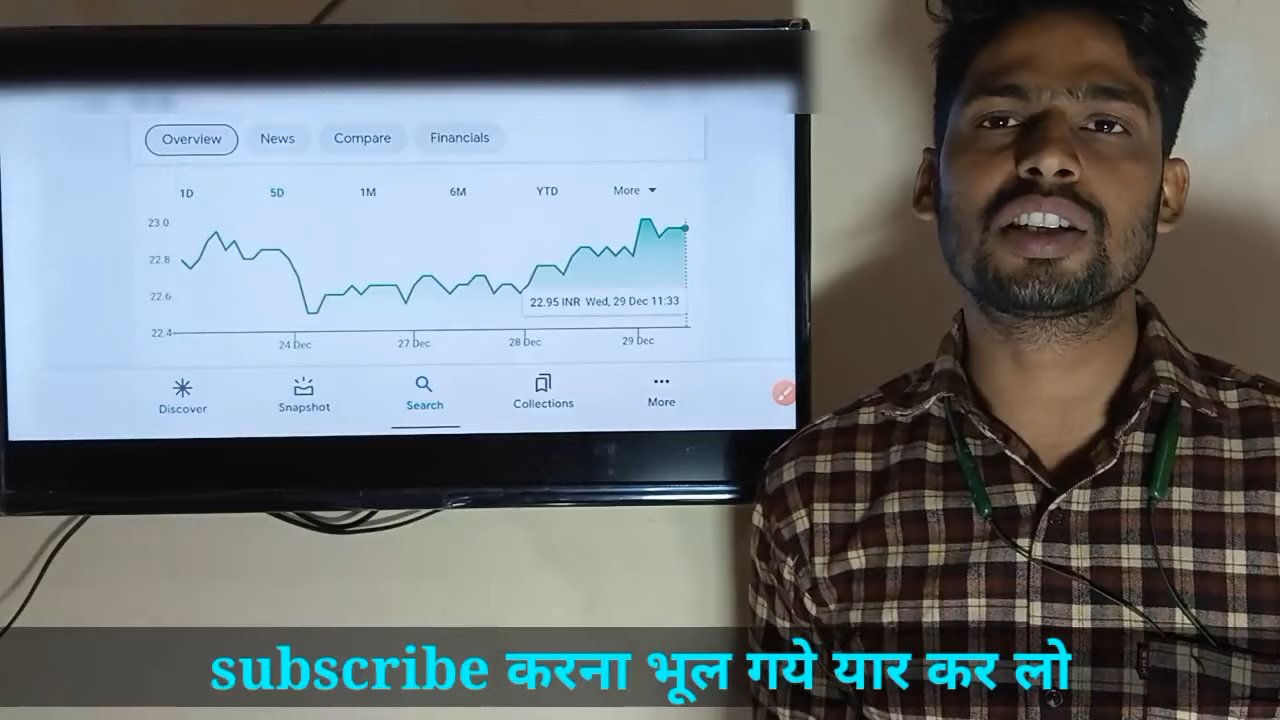 Overview News Compare Financials
1D 5D 1M 6M YTD More
23.0
22.8
22.6
22.4
22.95 INR Wed, 29 Dec 11:33
24 Dec 27 Dec 28 Dec 29 Dec
Discover Snapshot Search Collections More
subscribe करना भूल गये यार कर लो